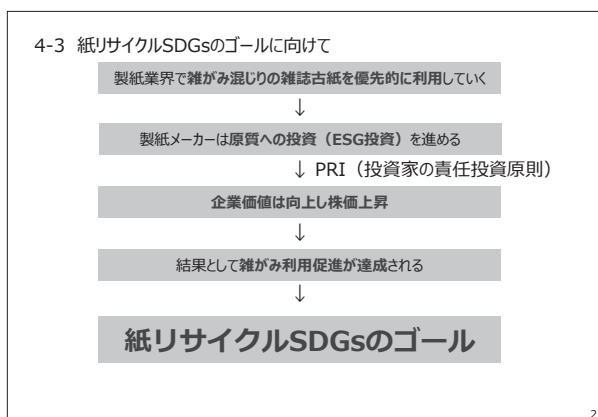 4-3 紙リサイクルSDGsのゴールに向けて
製紙業界で雑がみ混じりの雑誌古紙を優先的に利用していく
↓
製紙メーカーは原質への投資（ESG投資）を進める
↓ PRI（投資家の責任投資原則）
企業価値は向上し株価上昇
↓
結果として雑がみ利用促進が達成される
↓
紙リサイクルSDGsのゴール
2